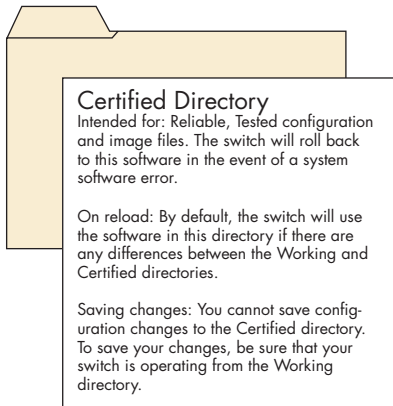 Certified Directory
Intended for: Reliable, Tested configuration
and image files. The switch will roll back
to this software in the event of a system
software error.
On reload: By default, the switch will use
the software in this directory if there are
any differences between the Working and
Certified directories.
Saving changes: You cannot save config-
uration changes to the Certified directory.
To save your changes, be sure that your
switch is operating from the Working
directory.